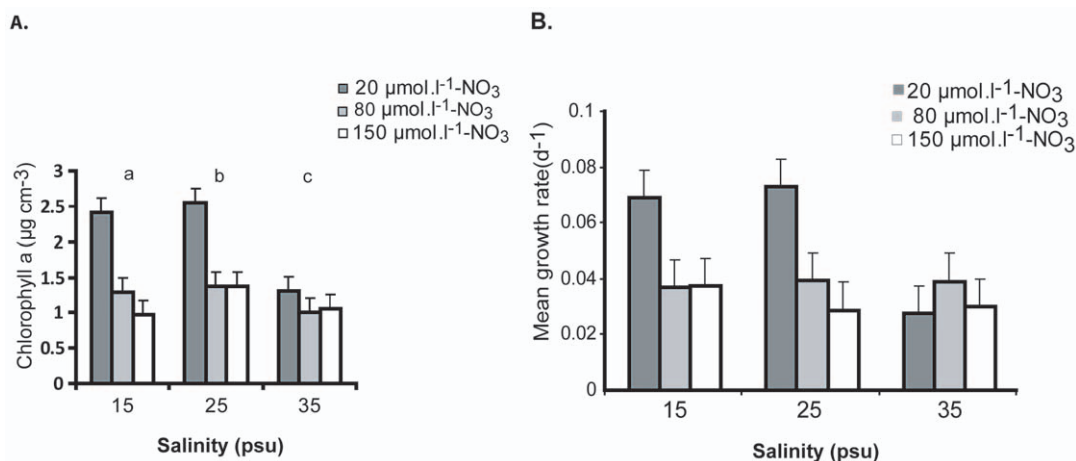 A.
20 µmol.l⁻¹-NO₃
80 µmol.l⁻¹-NO₃
150 µmol.l⁻¹-NO₃
Chlorophyll a (µg cm-3)
3
2.5
2
1.5
1
0.5
0
a b c
15 25 35
Salinity (psu)
B.
20 µmol.l⁻¹-NO₃
80 µmol.l⁻¹-NO₃
150 µmol.l⁻¹-NO₃
Mean growth rate(d⁻¹)
0.1
0.08
0.06
0.04
0.02
0
15 25 35
Salinity (psu)